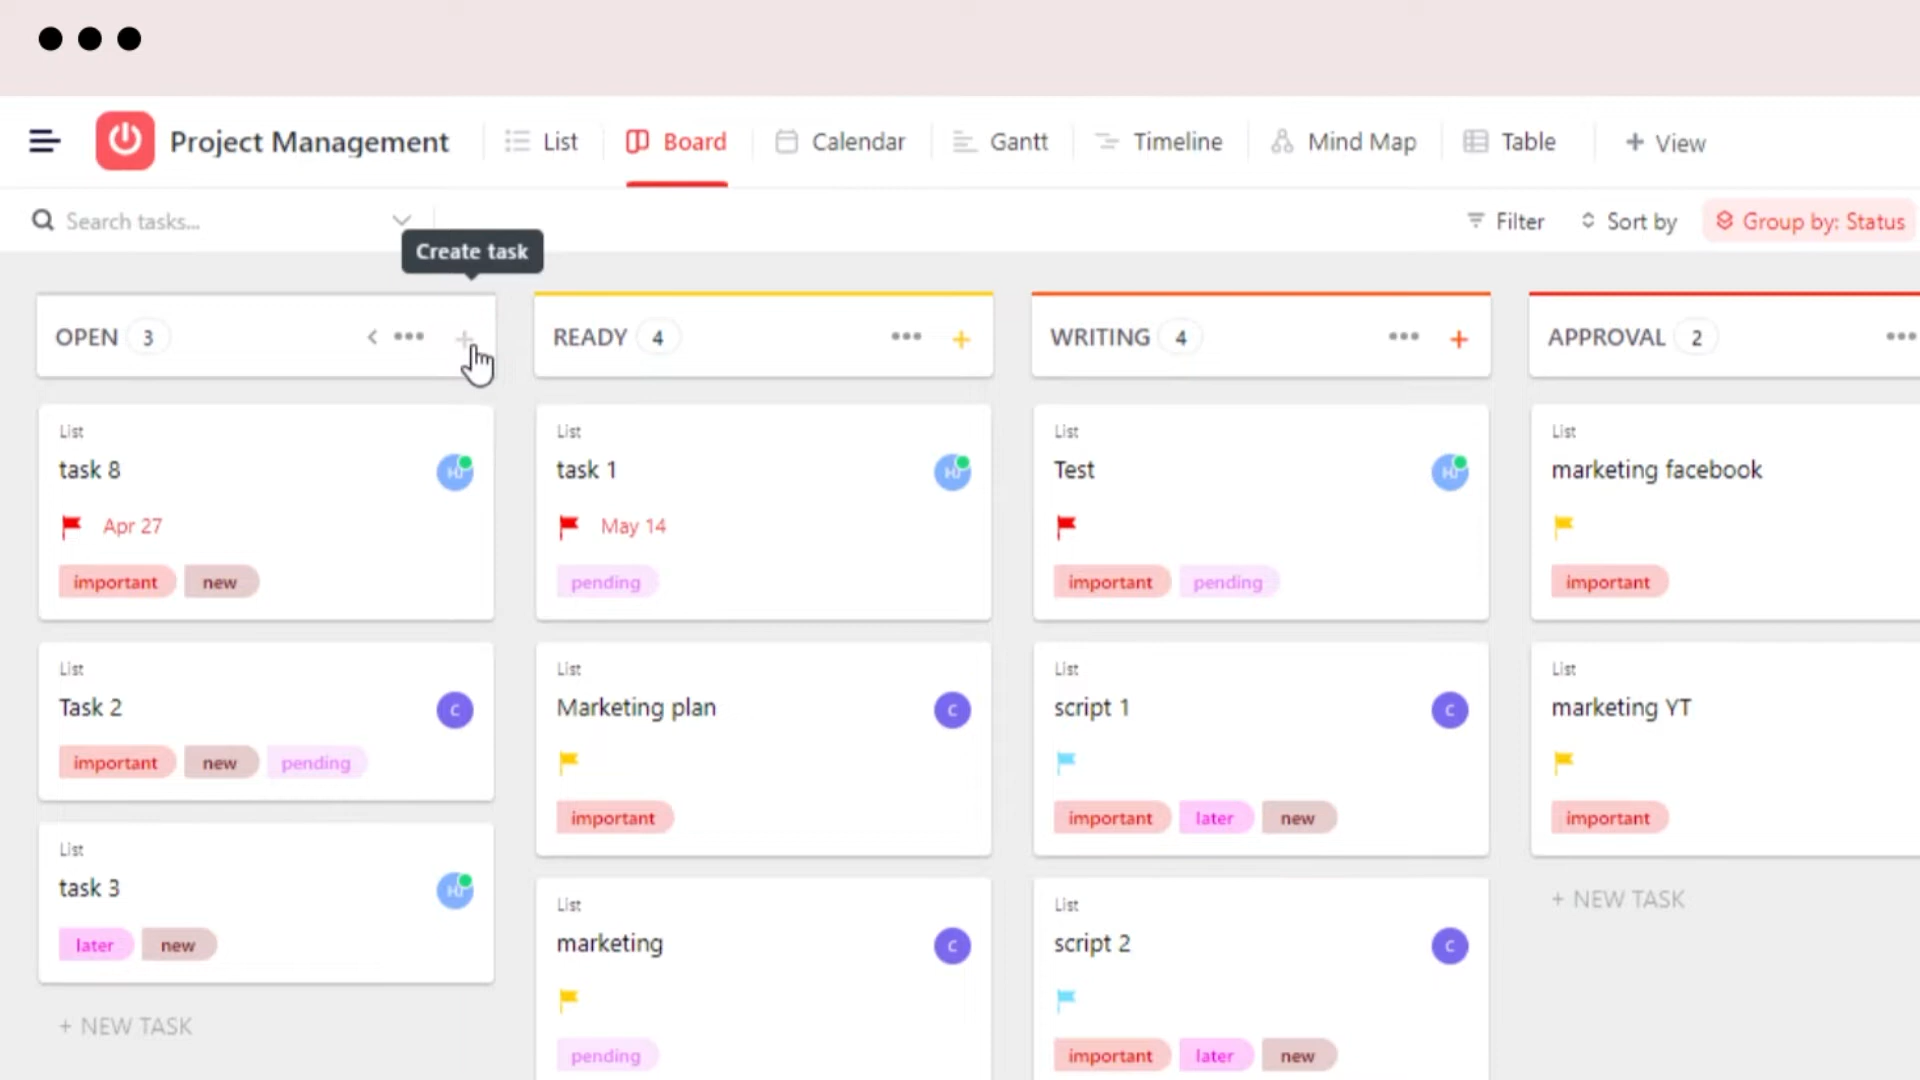 Project Management
List
Board
Calendar
Gantt
Timeline
Mind Map
Table
+ View
Search tasks...
Filter
Sort by
Group by: Status
Create task
OPEN 3
List
task 8
Apr 27
important new
List
Task 2
C
important new pending
List
task 3
later new
+ NEW TASK
READY 4
List
task 1
May 14
pending
List
Marketing plan
C
important
List
marketing
C
pending
WRITING 4
List
Test
important pending
List
script 1
C
important later new
List
script 2
C
important later new
APPROVAL 2
List
marketing facebook
important
List
marketing YT
important
+ NEW TASK